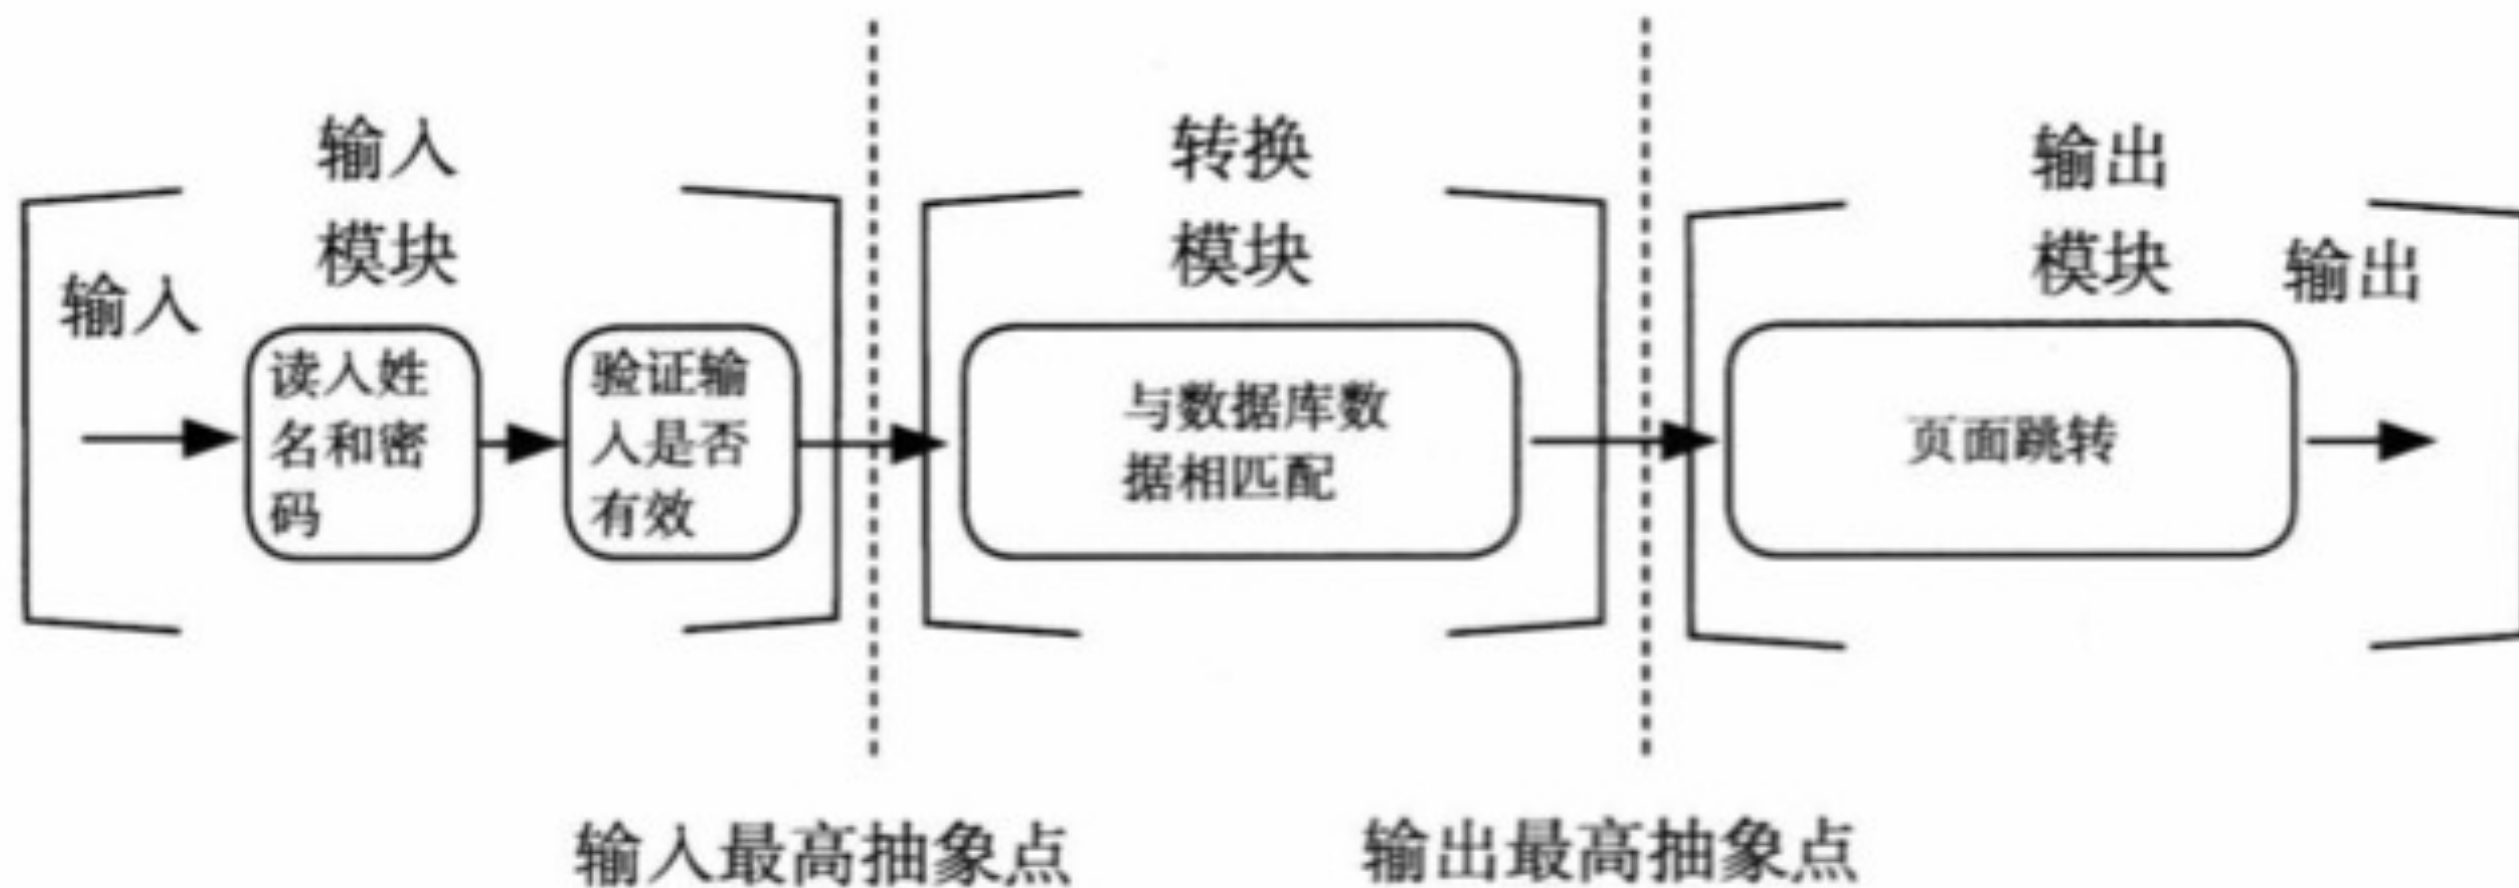 输入
模块
输入
读入姓
名和密
码
验证输
入是否
有效
转换
模块
与数据库数
据相匹配
输出
模块
输出
页面跳转
输入最高抽象点
输出最高抽象点